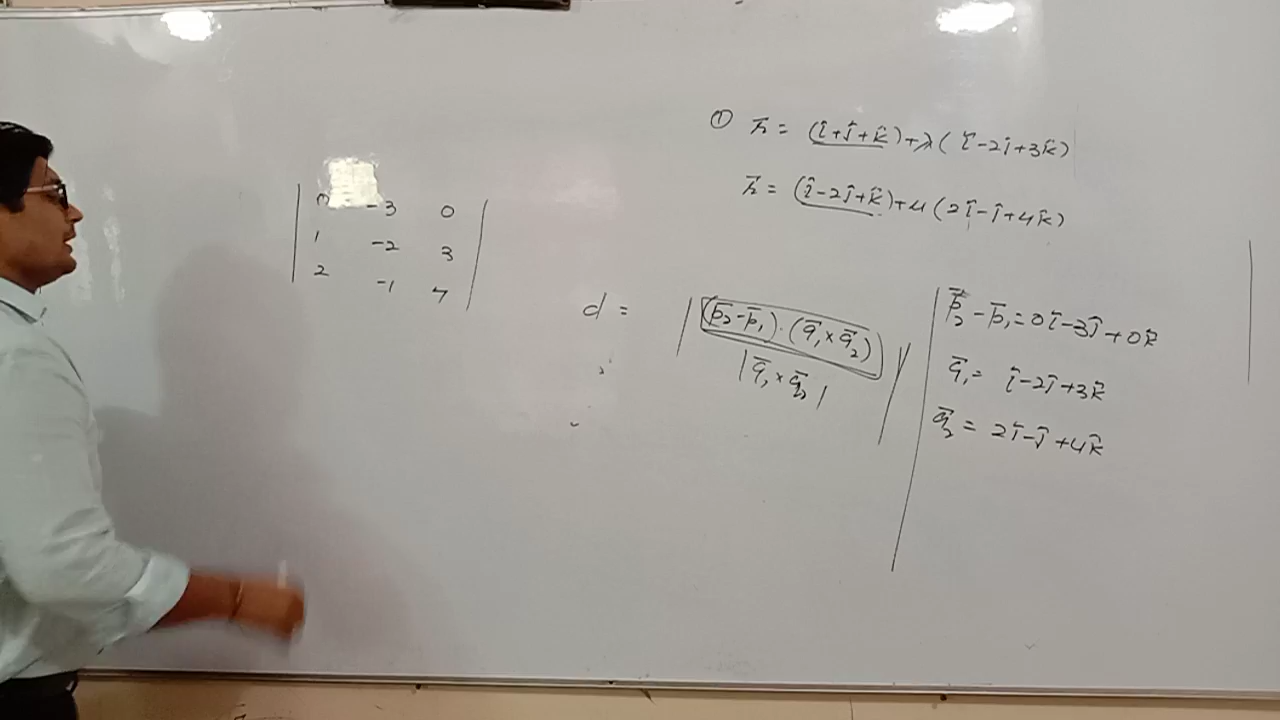 ① r̄ = (î+ĵ+k̂)+λ(î-2ĵ+3k̂)
r̄ = (î-2ĵ+k̂)+μ(2î-ĵ+4k̂)
-3 0
1 -2 3
2 -1 4
d = | (p̄₂-p̄₁)·(q̄₁×q̄₂) |
|q̄₁×q̄₂|
p̄₂-p̄₁=0î-3ĵ+0k̂
q̄₁= î-2ĵ+3k̂
q̄₂= 2î-ĵ+4k̂